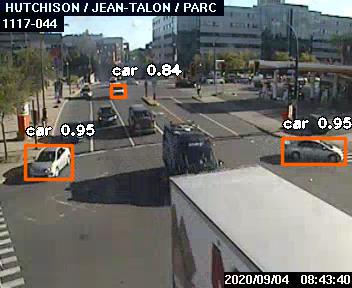 HUTCHISON / JEAN-TALON / PARC
1117-044
car 0.84
car 0.95
car 0.95
2020/09/04 08:43:40